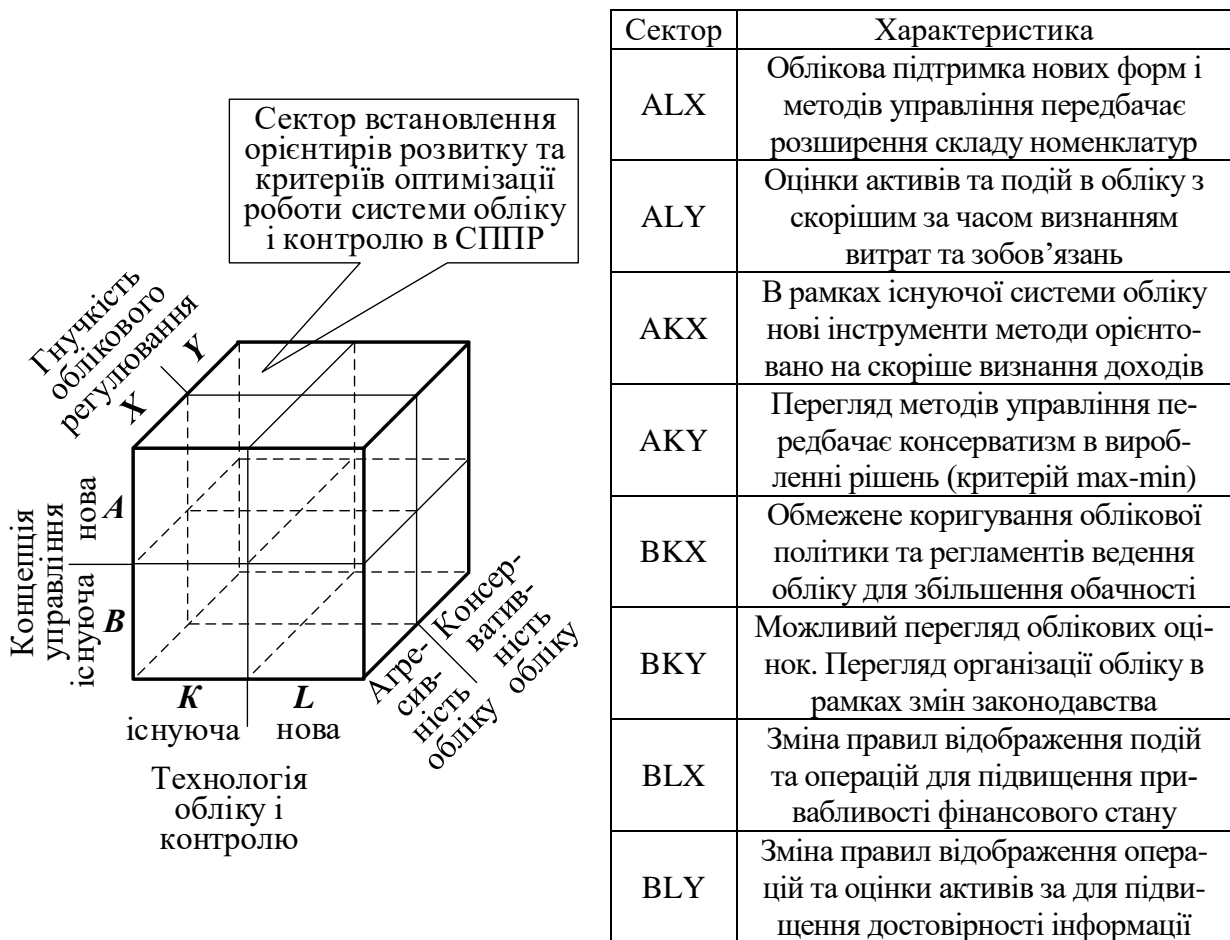 Сектор встановлення
орієнтирів розвитку та
критеріїв оптимізації
роботи системи обліку
і контролю в СППР
Гнучкість
облікового
регулювання
X
Y
Концепція
управління
нова
існуюча
A
B
K
L
існуюча
нова
Технологія
обліку і
контролю
Агре-
сив-
ність
обліку
Консер-
ватив-
ність
обліку
Сектор Характеристика
ALX
Облікова підтримка нових форм і
методів управління передбачає
розширення складу номенклатур
ALY
Оцінки активів та подій в обліку з
скорішим за часом визнанням
витрат та зобов’язань
AKX
В рамках існуючої системи обліку
нові інструменти методи орієнто-
вано на скоріше визнання доходів
AKY
Перегляд методів управління пе-
редбачає консерватизм в вироб-
ленні рішень (критерій max-min)
BKX
Обмежене коригування облікової
політики та регламентів ведення
обліку для збільшення обачності
BKY
Можливий перегляд облікових оці-
нок. Перегляд організації обліку в
рамках змін законодавства
BLX
Зміна правил відображення подій
та операцій для підвищення при-
вабливості фінансового стану
BLY
Зміна правил відображення опера-
цій та оцінки активів за для підви-
щення достовірності інформації